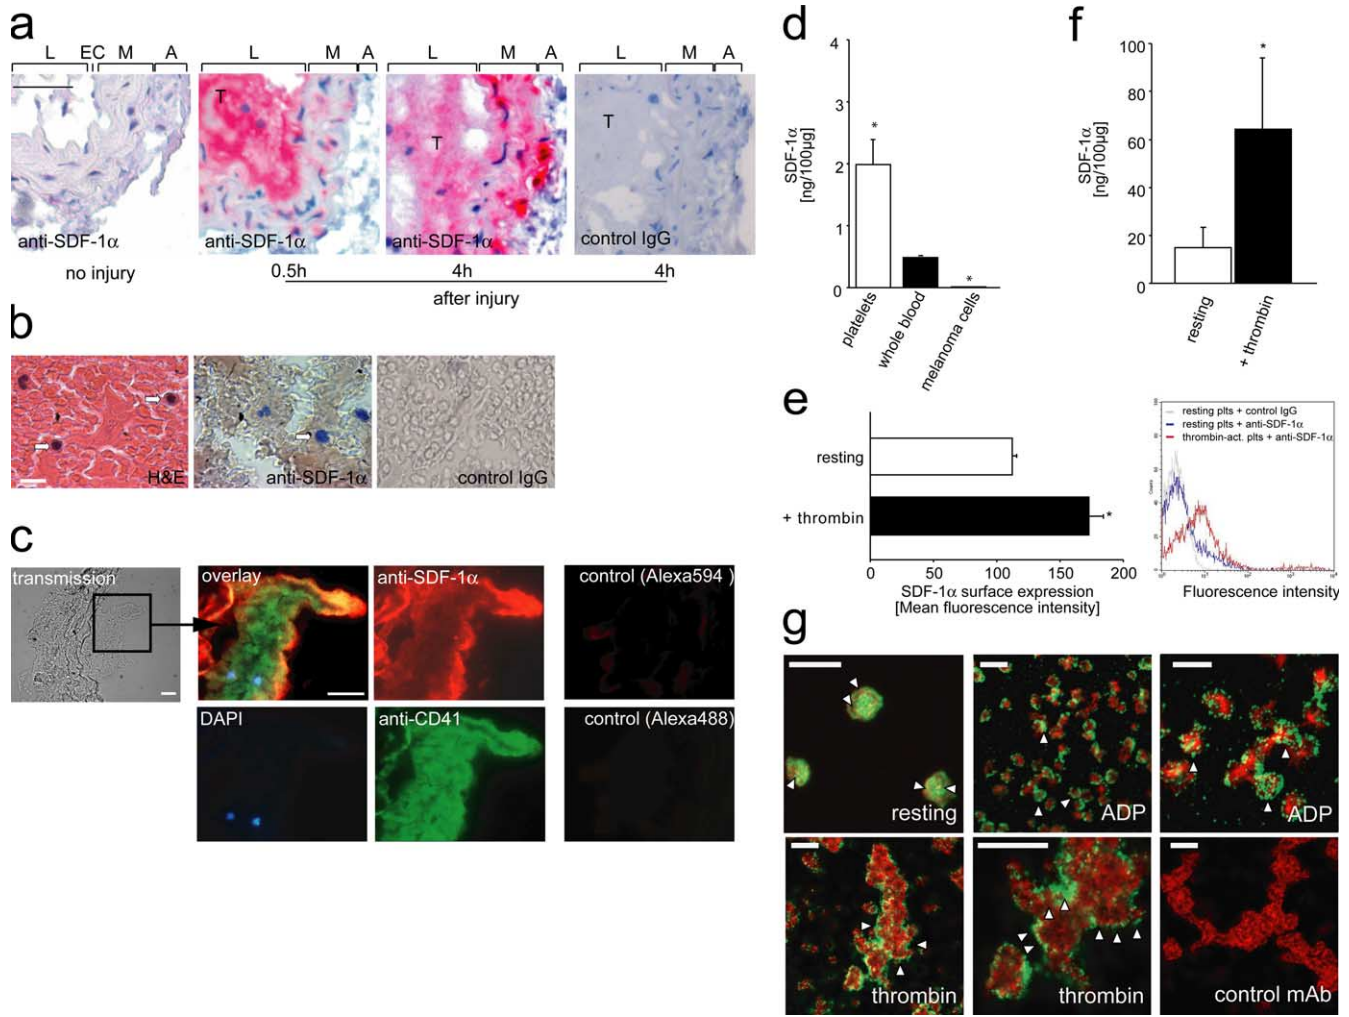 a
L EC M A
L M A
L M A
L M A
T
T
T
anti-SDF-1α
anti-SDF-1α
anti-SDF-1α
control IgG
no injury
0.5h
4h
4h
after injury
b
H&E
anti-SDF-1α
control IgG
c
transmission
overlay
anti-SDF-1α
control (Alexa594 )
DAPI
anti-CD41
control (Alexa488)
d
SDF-1α
[ng/100µg]
4
3
2
1
0
*
*
platelets
whole blood
melanoma cells
f
SDF-1α
[ng/100µg]
100
80
60
40
20
0
*
resting
+ thrombin
e
resting
+ thrombin
*
0 50 100 150 200
SDF-1α surface expression
[Mean fluorescence intensity]
resting plts + control IgG
resting plts + anti-SDF-1α
thrombin-act. plts + anti-SDF-1α
Counts
Fluorescence intensity
g
resting
ADP
ADP
thrombin
thrombin
control mAb